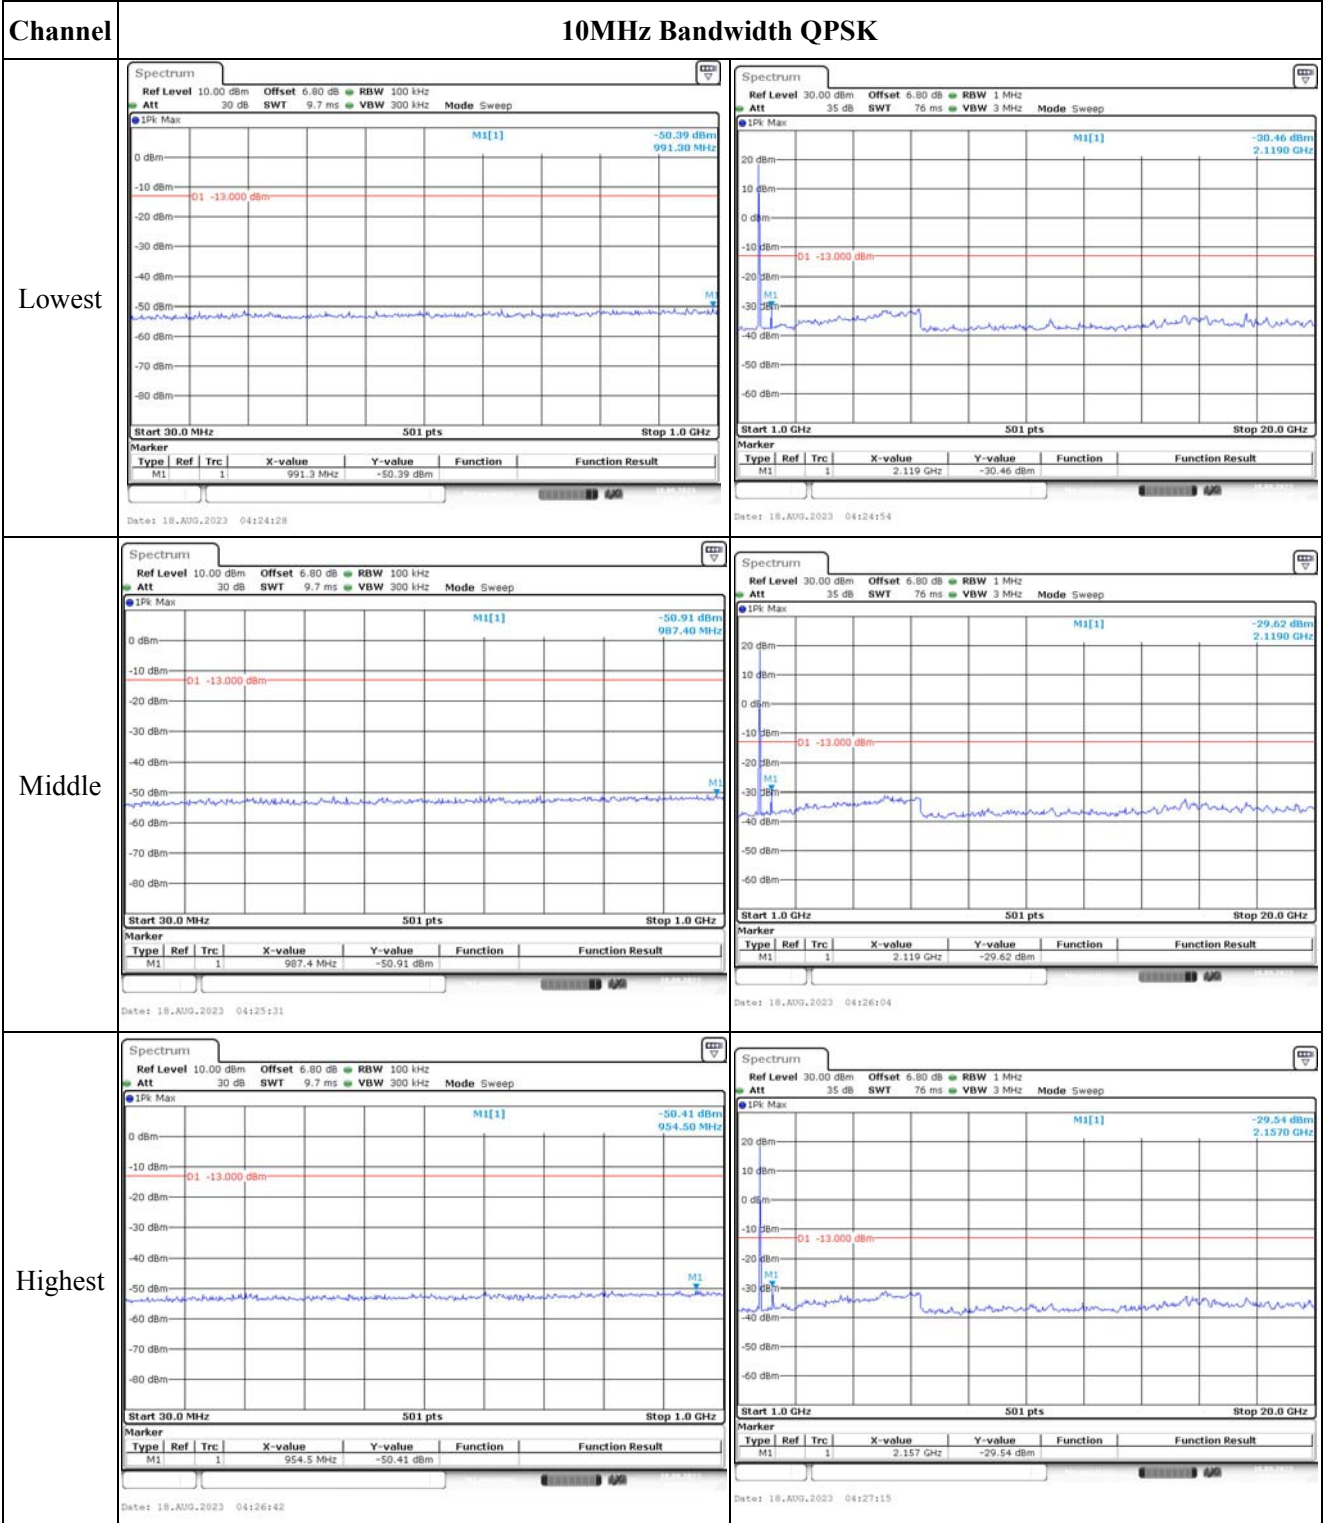 Channel 10MHz Bandwidth QPSK
Lowest
Spectrum
Ref Level 10.00 dBm Offset 6.80 dB RBW 100 kHz
Att 30 dB SWT 9.7 ms VBW 300 kHz Mode Sweep
1Pk Max
M1[1] -50.39 dBm
991.30 MHz
0 dBm
-10 dBm
D1 -13.000 dBm
-20 dBm
-30 dBm
-40 dBm
M1
-50 dBm
-60 dBm
-70 dBm
-80 dBm
Start 30.0 MHz 501 pts Stop 1.0 GHz
Marker
Type Ref Trc X-value Y-value Function Function Result
M1 1 991.3 MHz -50.39 dBm
Date: 18.AUG.2023 04:24:28
Spectrum
Ref Level 30.00 dBm Offset 6.80 dB RBW 1 MHz
Att 35 dB SWT 76 ms VBW 3 MHz Mode Sweep
1Pk Max
M1[1] -30.46 dBm
2.1190 GHz
20 dBm
10 dBm
0 dBm
-10 dBm
D1 -13.000 dBm
-20 dBm
M1
-30 dBm
-40 dBm
-50 dBm
-60 dBm
Start 1.0 GHz 501 pts Stop 20.0 GHz
Marker
Type Ref Trc X-value Y-value Function Function Result
M1 1 2.119 GHz -30.46 dBm
Date: 18.AUG.2023 04:24:54
Middle
Spectrum
Ref Level 10.00 dBm Offset 6.80 dB RBW 100 kHz
Att 30 dB SWT 9.7 ms VBW 300 kHz Mode Sweep
1Pk Max
M1[1] -50.91 dBm
987.40 MHz
0 dBm
-10 dBm
D1 -13.000 dBm
-20 dBm
-30 dBm
-40 dBm
M1
-50 dBm
-60 dBm
-70 dBm
-80 dBm
Start 30.0 MHz 501 pts Stop 1.0 GHz
Marker
Type Ref Trc X-value Y-value Function Function Result
M1 1 987.4 MHz -50.91 dBm
Date: 18.AUG.2023 04:25:31
Spectrum
Ref Level 30.00 dBm Offset 6.80 dB RBW 1 MHz
Att 35 dB SWT 76 ms VBW 3 MHz Mode Sweep
1Pk Max
M1[1] -29.62 dBm
2.1190 GHz
20 dBm
10 dBm
0 dBm
-10 dBm
D1 -13.000 dBm
-20 dBm
M1
-30 dBm
-40 dBm
-50 dBm
-60 dBm
Start 1.0 GHz 501 pts Stop 20.0 GHz
Marker
Type Ref Trc X-value Y-value Function Function Result
M1 1 2.119 GHz -29.62 dBm
Date: 18.AUG.2023 04:26:04
Highest
Spectrum
Ref Level 10.00 dBm Offset 6.80 dB RBW 100 kHz
Att 30 dB SWT 9.7 ms VBW 300 kHz Mode Sweep
1Pk Max
M1[1] -50.41 dBm
954.50 MHz
0 dBm
-10 dBm
D1 -13.000 dBm
-20 dBm
-30 dBm
-40 dBm
M1
-50 dBm
-60 dBm
-70 dBm
-80 dBm
Start 30.0 MHz 501 pts Stop 1.0 GHz
Marker
Type Ref Trc X-value Y-value Function Function Result
M1 1 954.5 MHz -50.41 dBm
Date: 18.AUG.2023 04:26:42
Spectrum
Ref Level 30.00 dBm Offset 6.80 dB RBW 1 MHz
Att 35 dB SWT 76 ms VBW 3 MHz Mode Sweep
1Pk Max
M1[1] -29.54 dBm
2.1570 GHz
20 dBm
10 dBm
0 dBm
-10 dBm
D1 -13.000 dBm
-20 dBm
M1
-30 dBm
-40 dBm
-50 dBm
-60 dBm
Start 1.0 GHz 501 pts Stop 20.0 GHz
Marker
Type Ref Trc X-value Y-value Function Function Result
M1 1 2.157 GHz -29.54 dBm
Date: 18.AUG.2023 04:27:15